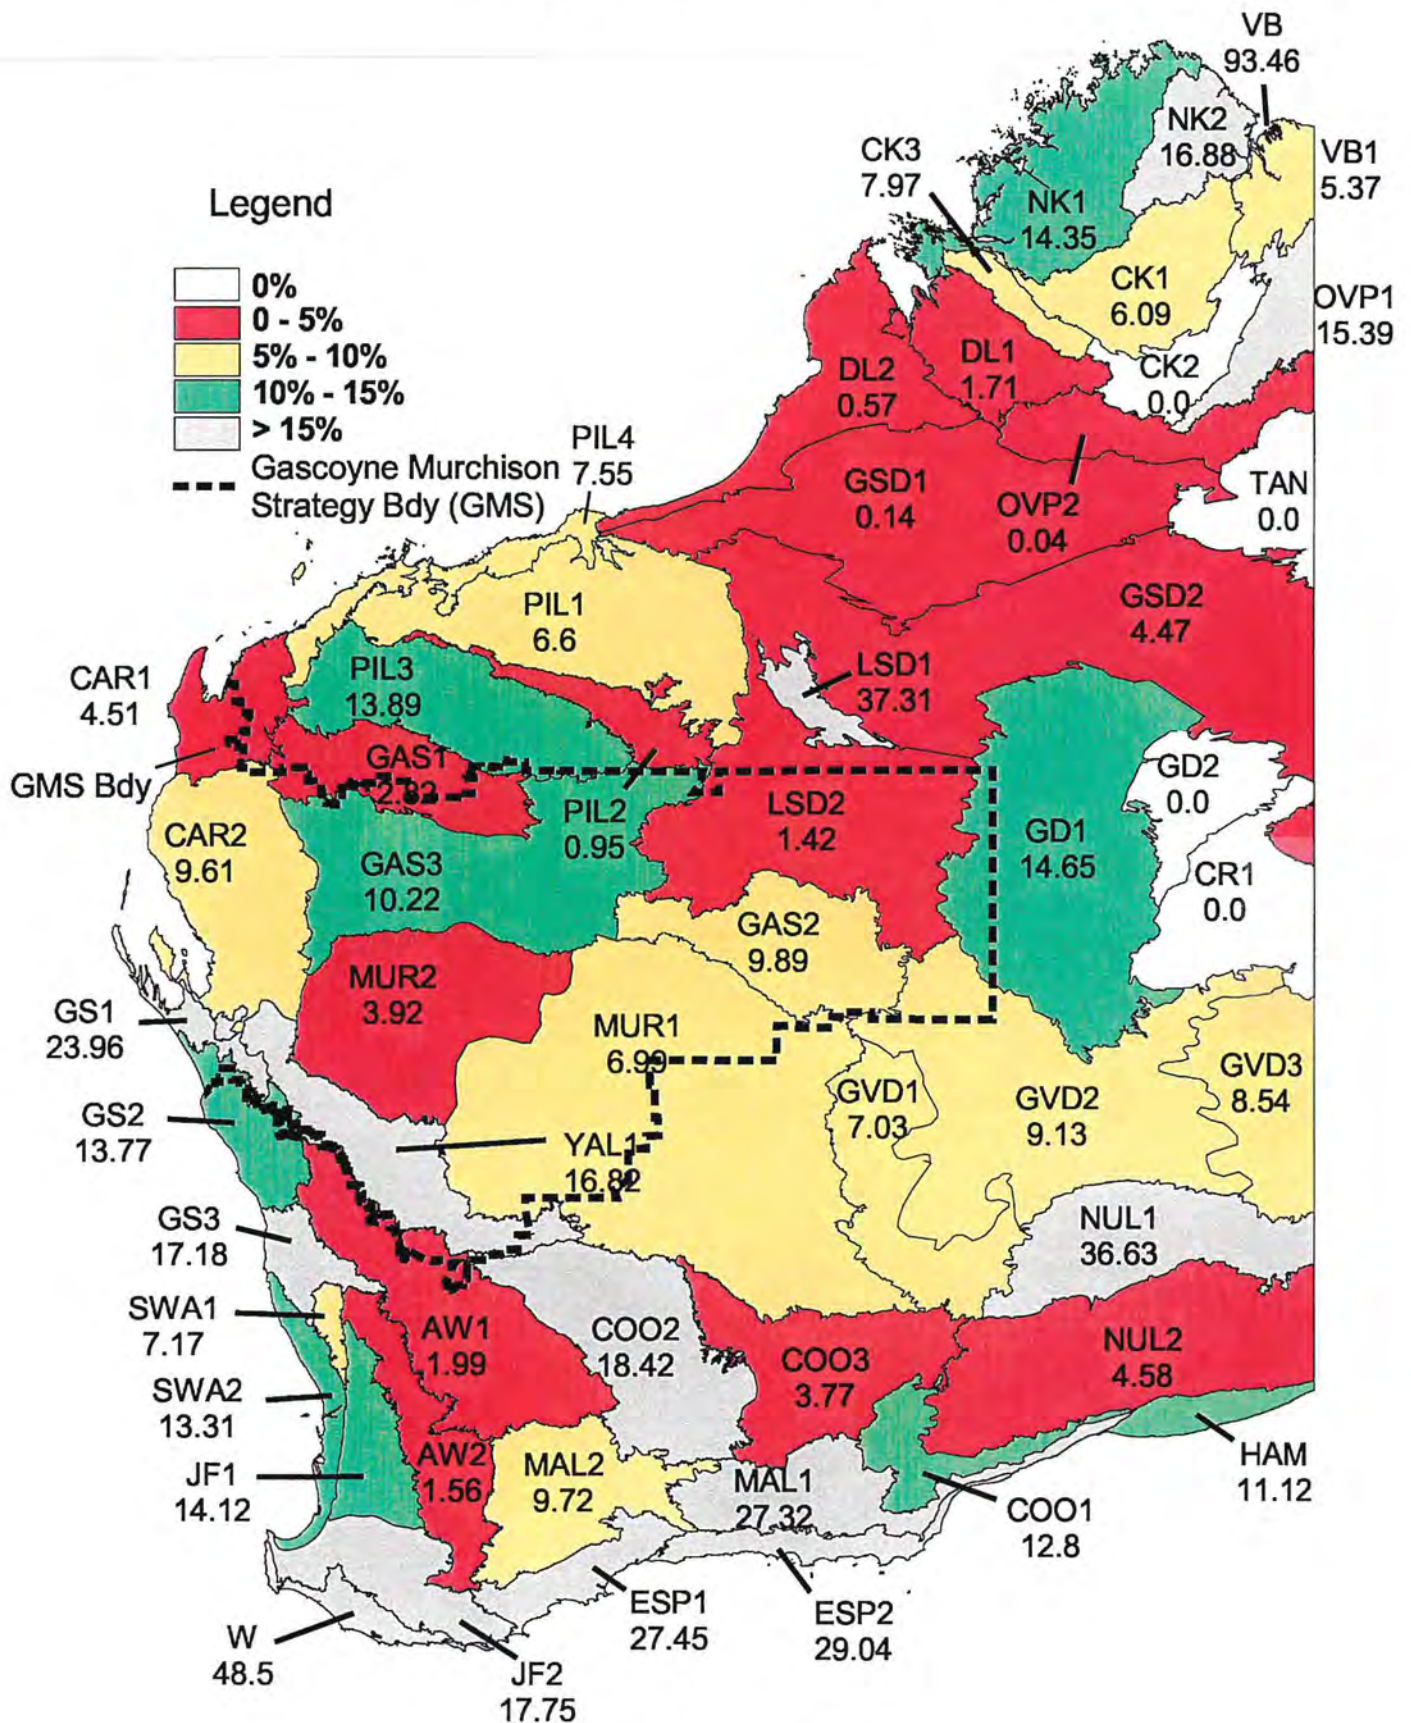 VB
93.46
NK2
16.88
CK3
7.97
VB1
5.37
Legend
NK1
14.35
0%
0 - 5%
5% - 10%
10% - 15%
> 15%
Gascoyne Murchison
Strategy Bdy (GMS)
CK1
6.09
OVP1
15.39
DL1
1.71
DL2
0.57
CK2
0.0
PIL4
7.55
GSD1
0.14
OVP2
0.04
TAN
0.0
PIL1
6.6
GSD2
4.47
CAR1
4.51
PIL3
13.89
LSD1
37.31
GAS1
GMS Bdy
GD2
0.0
PIL2
0.95
LSD2
1.42
CAR2
9.61
GAS3
10.22
GD1
14.65
CR1
0.0
GAS2
9.89
MUR2
3.92
GS1
23.96
MUR1
6.99
GVD1
7.03
GVD2
9.13
GVD3
8.54
GS2
13.77
YAL1
16.82
GS3
17.18
NUL1
36.63
SWA1
7.17
AW1
1.99
COO2
18.42
COO3
3.77
NUL2
4.58
SWA2
13.31
JF1
14.12
AW2
1.56
MAL2
9.72
MAL1
27.32
HAM
11.12
COO1
12.8
ESP1
27.45
ESP2
29.04
W
48.5
JF2
17.75